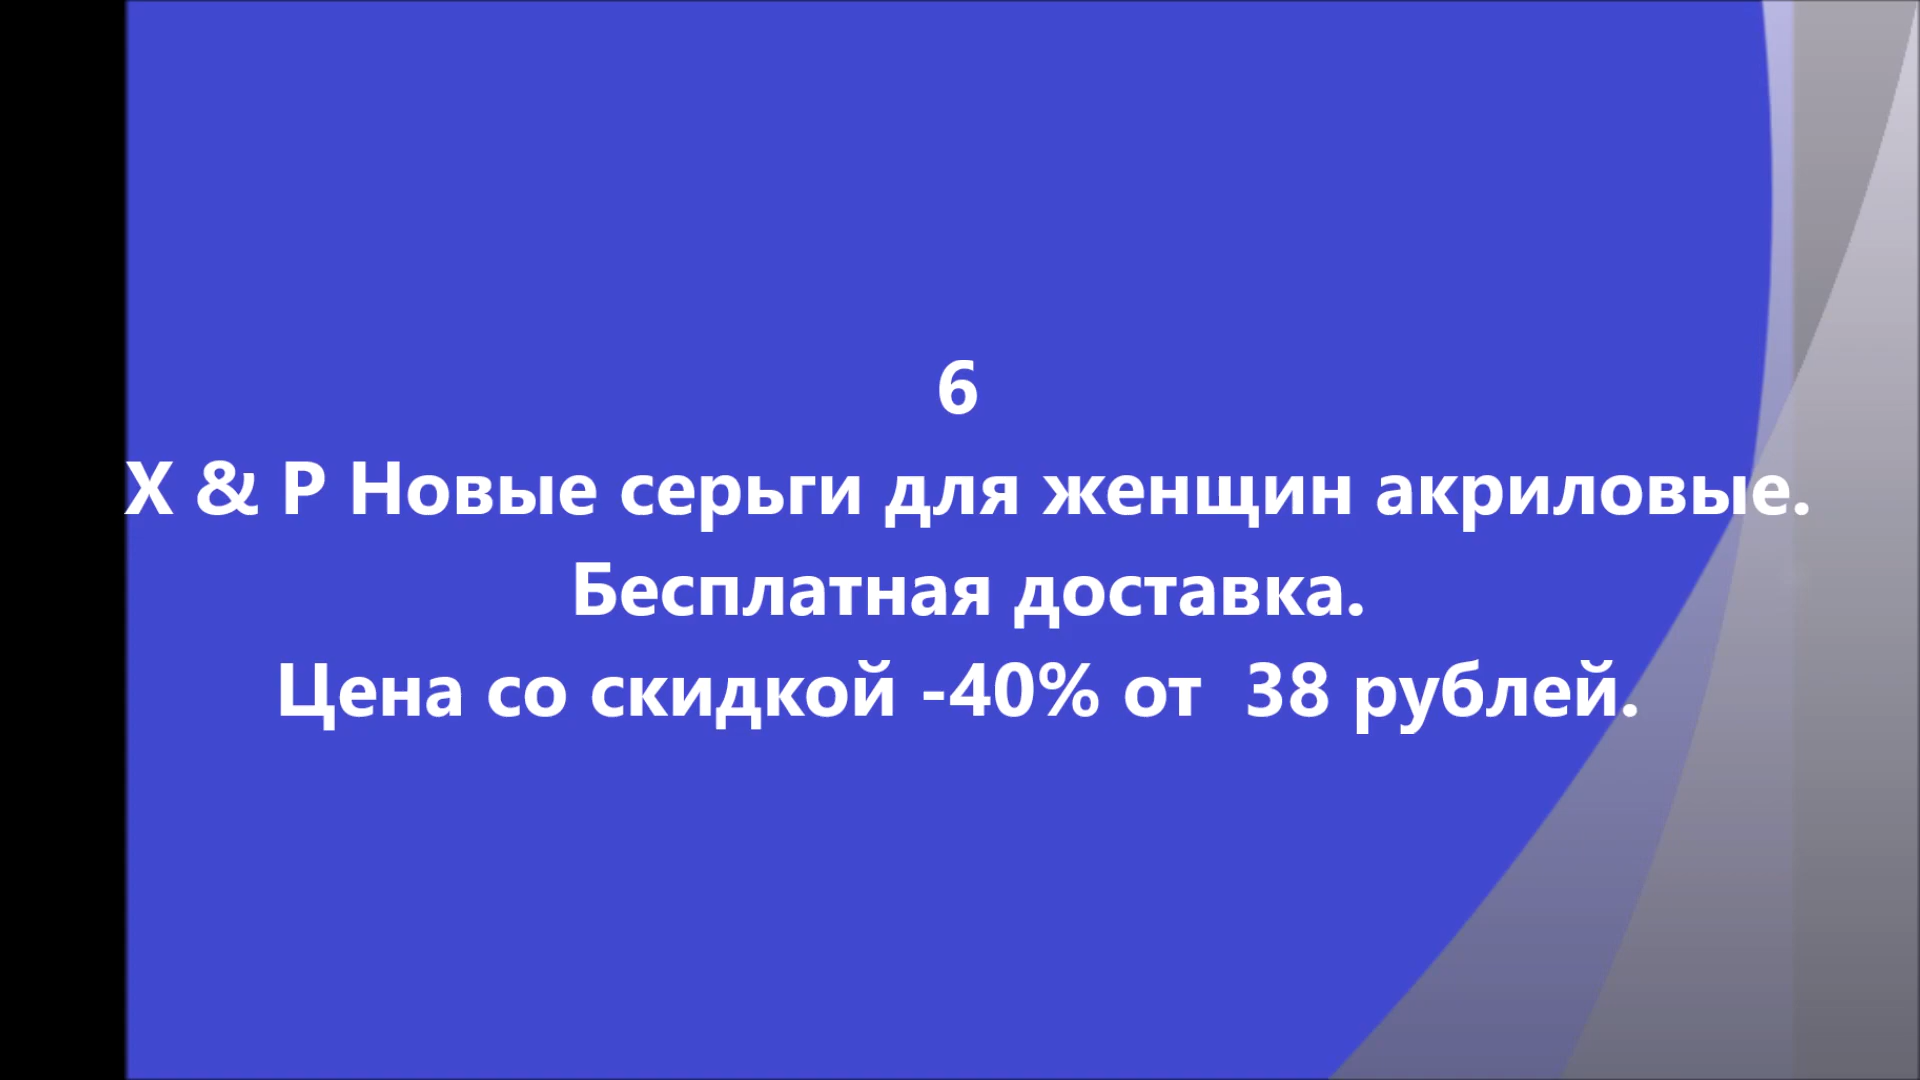 6
X & P Новые серьги для женщин акриловые.
Бесплатная доставка.
Цена со скидкой -40% от  38 рублей.